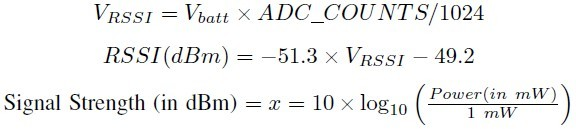 V_RSSI = V_batt × ADC_COUNTS/1024
RSSI(dBm) = −51.3 × V_RSSI − 49.2
Signal Strength (in dBm) = x = 10 × log_10 (Power(in mW) / 1 mW)